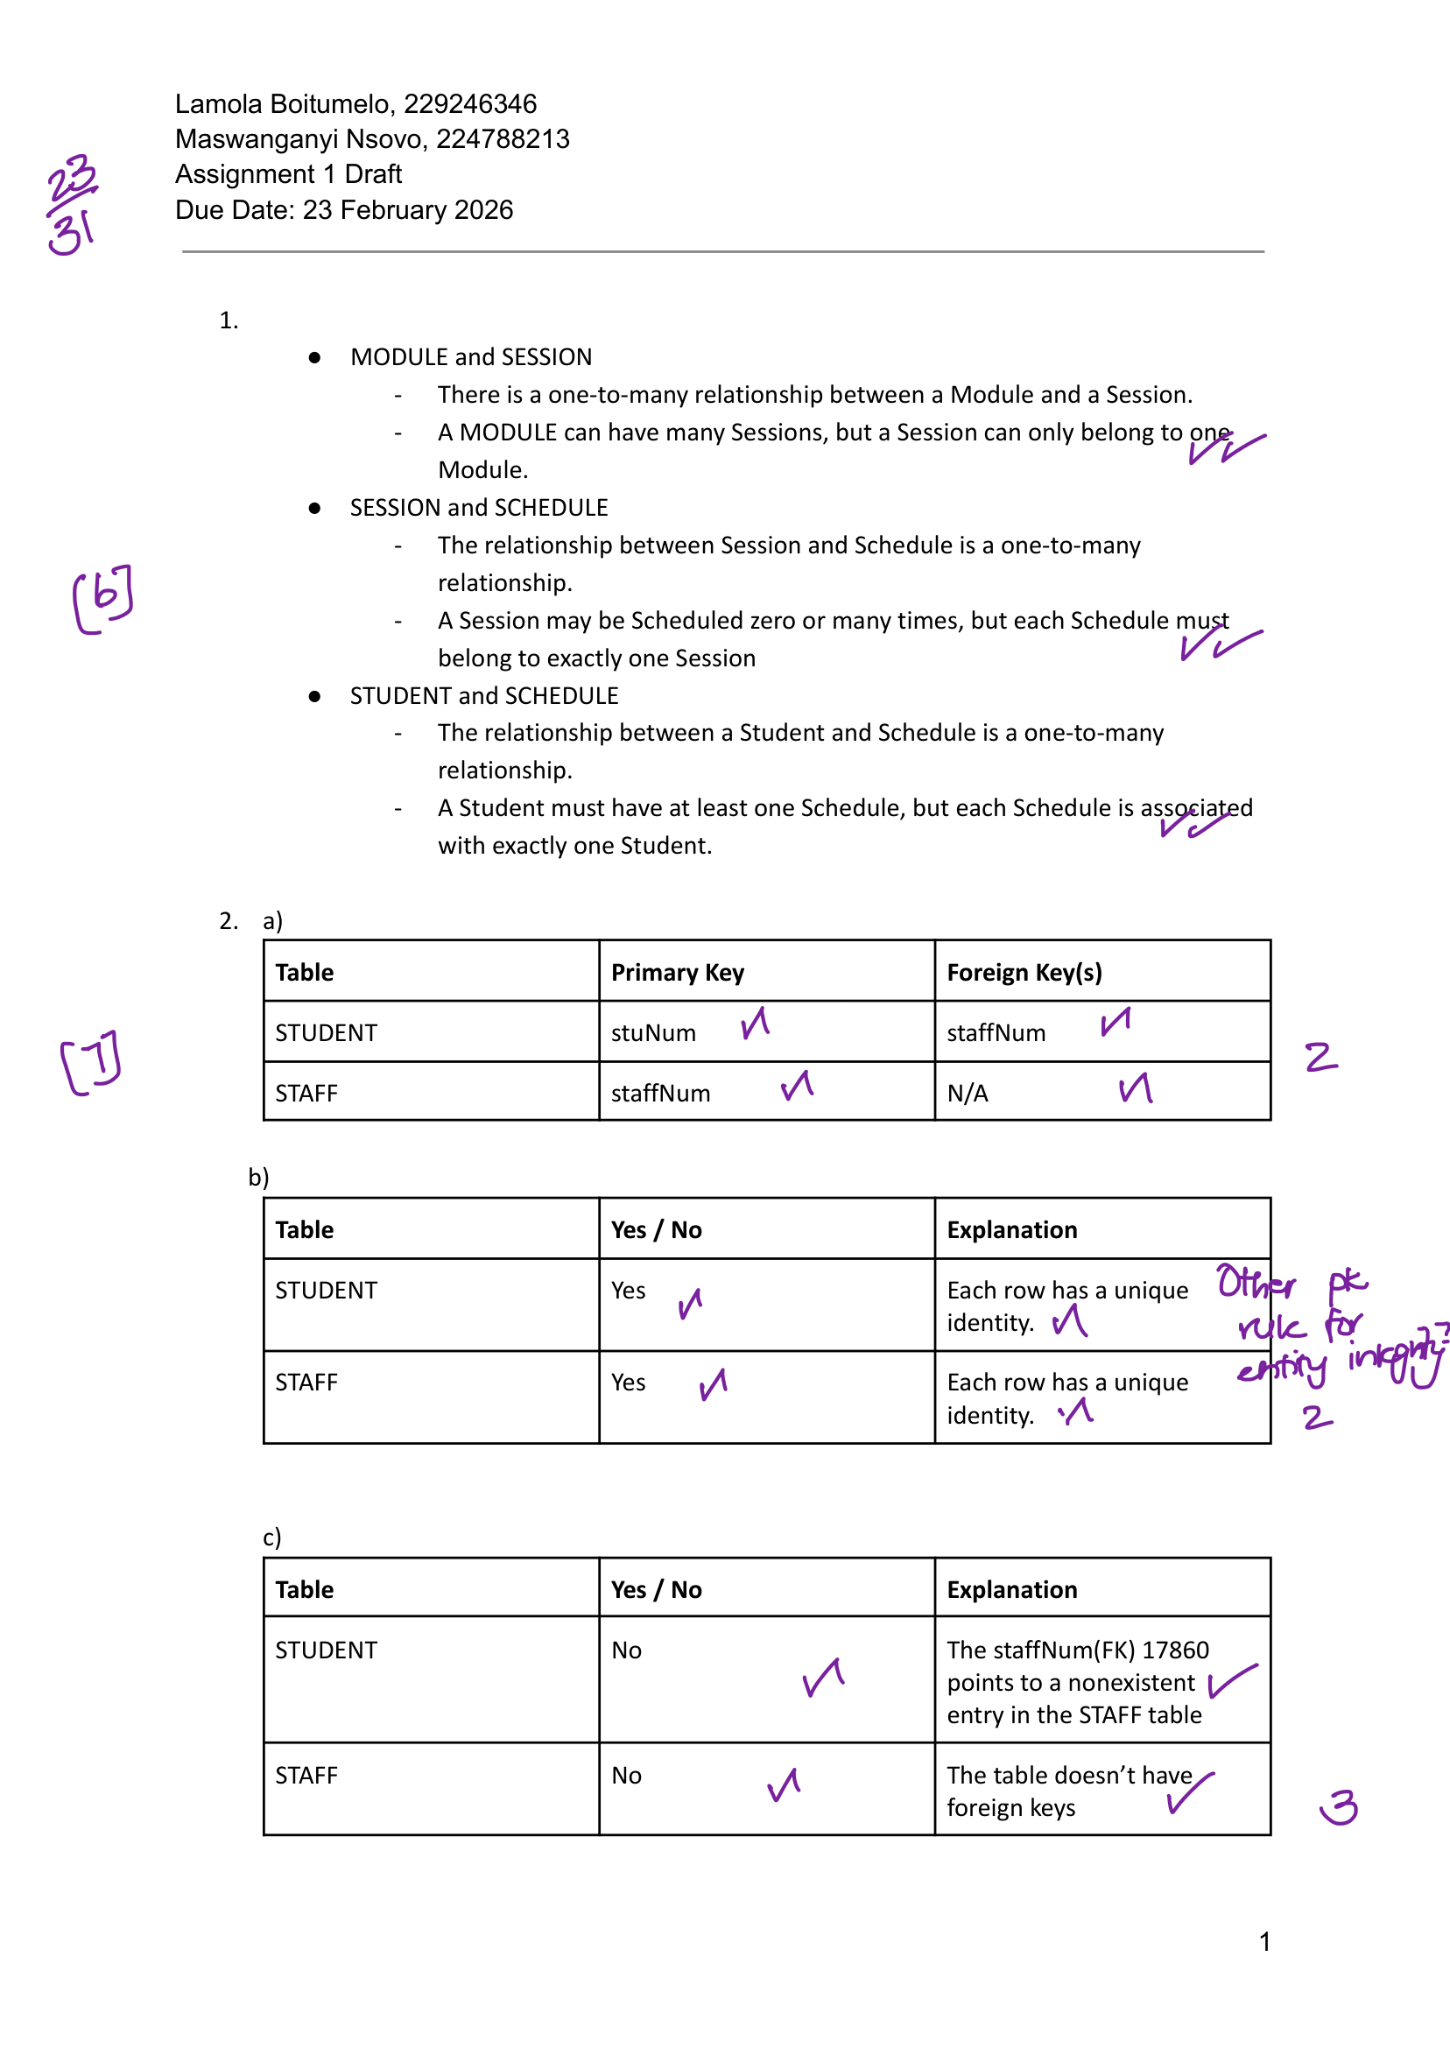 Lamola Boitumelo, 229246346
Maswanganyi Nsovo, 224788213
Assignment 1 Draft
Due Date: 23 February 2026
23
31
1.
● MODULE and SESSION
- There is a one-to-many relationship between a Module and a Session.
- A MODULE can have many Sessions, but a Session can only belong to one
Module.
● SESSION and SCHEDULE
- The relationship between Session and Schedule is a one-to-many
relationship.
[6]
- A Session may be Scheduled zero or many times, but each Schedule must
belong to exactly one Session
● STUDENT and SCHEDULE
- The relationship between a Student and Schedule is a one-to-many
relationship.
- A Student must have at least one Schedule, but each Schedule is associated
with exactly one Student.
2. a)
Table Primary Key Foreign Key(s)
STUDENT stuNum staffNum
[7] 2
STAFF staffNum N/A
b)
Table Yes / No Explanation
STUDENT Yes Each row has a unique
identity.
Other pk
rule for
entity integrity??
STAFF Yes Each row has a unique
identity.
2
c)
Table Yes / No Explanation
STUDENT No The staffNum(FK) 17860
points to a nonexistent
entry in the STAFF table
STAFF No The table doesn’t have
foreign keys
3
1